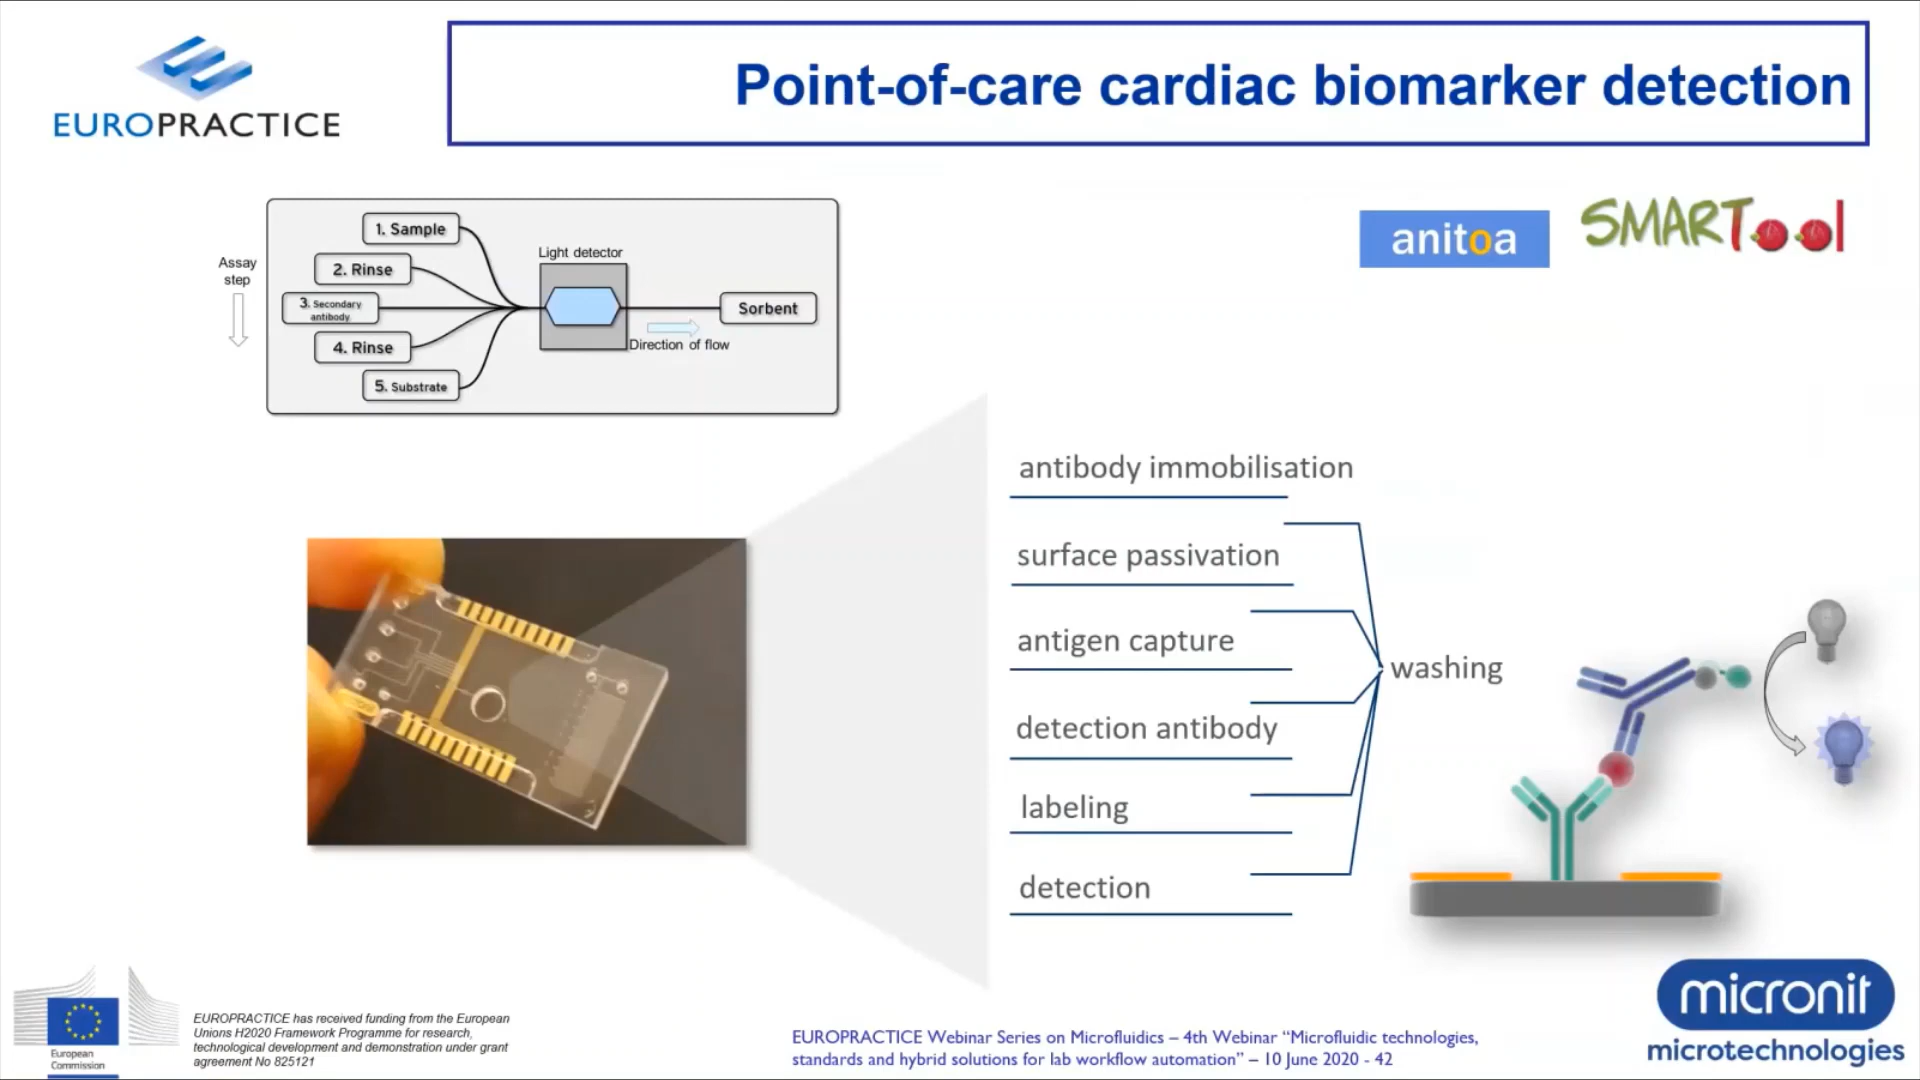 EUROPRACTICE
Point-of-care cardiac biomarker detection
anitoa
SMARTool
Assay
step
1. Sample
2. Rinse
3. Secondary
antibody
4. Rinse
5. Substrate
Light detector
Direction of flow
Sorbent
antibody immobilisation
surface passivation
antigen capture
detection antibody
labeling
detection
washing
European
Commission
EUROPRACTICE has received funding from the European
Unions H2020 Framework Programme for research,
technological development and demonstration under grant
agreement No 825121
EUROPRACTICE Webinar Series on Microfluidics – 4th Webinar “Microfluidic technologies,
standards and hybrid solutions for lab workflow automation” – 10 June 2020 - 42
micronit
microtechnologies